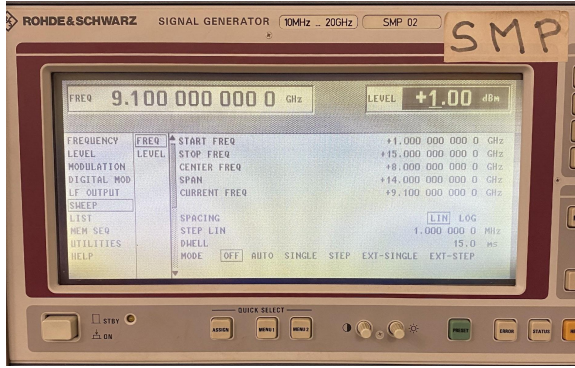 ROHDE&SCHWARZ SIGNAL GENERATOR 10MHz ... 20GHz SMP 02
SMP
FREQ 9.100 000 000 0 GHz LEVEL +1.00 dBm
FREQUENCY FREQ START FREQ +1.000 000 000 0 GHz
LEVEL LEVEL STOP FREQ +15.000 000 000 0 GHz
MODULATION CENTER FREQ +8.000 000 000 0 GHz
DIGITAL MOD SPAN +14.000 000 000 0 GHz
LF OUTPUT CURRENT FREQ +9.100 000 000 0 GHz
SWEEP
LIST SPACING LIN LOG
MEM SEQ STEP LIN 1.000 000 0 MHz
UTILITIES DWELL 15.0 ms
HELP MODE OFF AUTO SINGLE STEP EXT-SINGLE EXT-STEP
QUICK SELECT
STBY
ON
ASSIGN MENU 1 MENU 2 PRESET ERROR STATUS